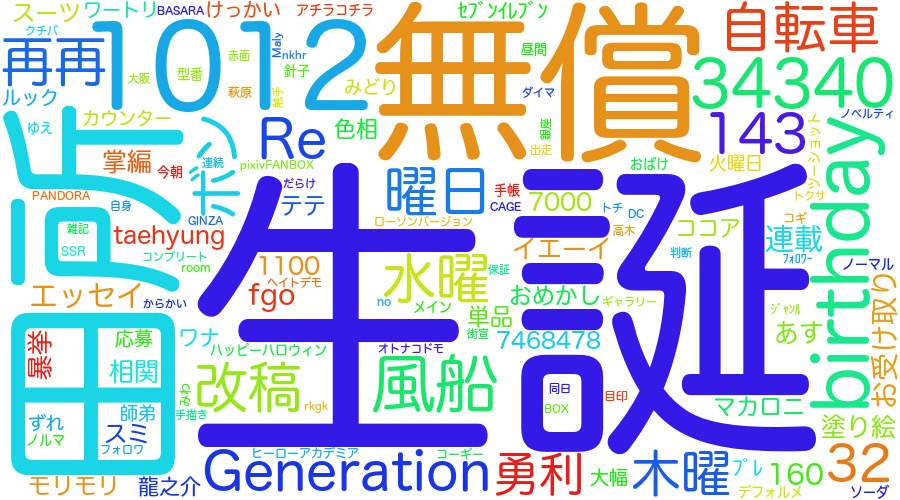 スーツ
ワートリ
BASARA
けっかい
アチラコチラ
ｾﾌﾞﾝｲﾚﾌﾞﾝ
無償
自転車
クチバ
再再
1012
赤面
nkhr
Maly
昼間
大阪
型番
針子
みどり
34340
ルック
萩原
触手
ダイマ
ノベルティ
カウンター
Re
色相
銀座
143
ツーショット
ゆえ
掌編
今朝
連続
pixivFANBOX
出走
おばけ
火曜日
birthday
PANDORA
自身
GINZA
だらけ
テテ
曜日
手帳
CAGE
7000
トチ
DC
ココア
トクサ
雑記
SSR
taehyung
ローソンバージョン
高木
コギ
連載
コンプリート
room
1100
水曜
保証
イエーイ
判断
ﾌｫﾛﾜｰ
ノーマル
エッセイ
からかい
fgo
ヘイトデモ
no
メイン
おめかし
ギャラリー
単品
ｼﾞｬﾝﾙ
あす
お受け取り
暴挙
応募
ワナ
生誕
街宣
7468478
相関
ハッピーハロウィン
オトナコドモ
風船
改稿
みわ
手描き
rkgk
同日
BOX
目印
マカロニ
師弟
ずれ
スミ
ノルマ
フォロワ
塗り絵
モリモリ
龍之介
Generation
ヒーローアカデミア
コーギー
勇利
大幅
木曜
ﾌﾟﾚ
160
32
デフォルメ
ソーダ